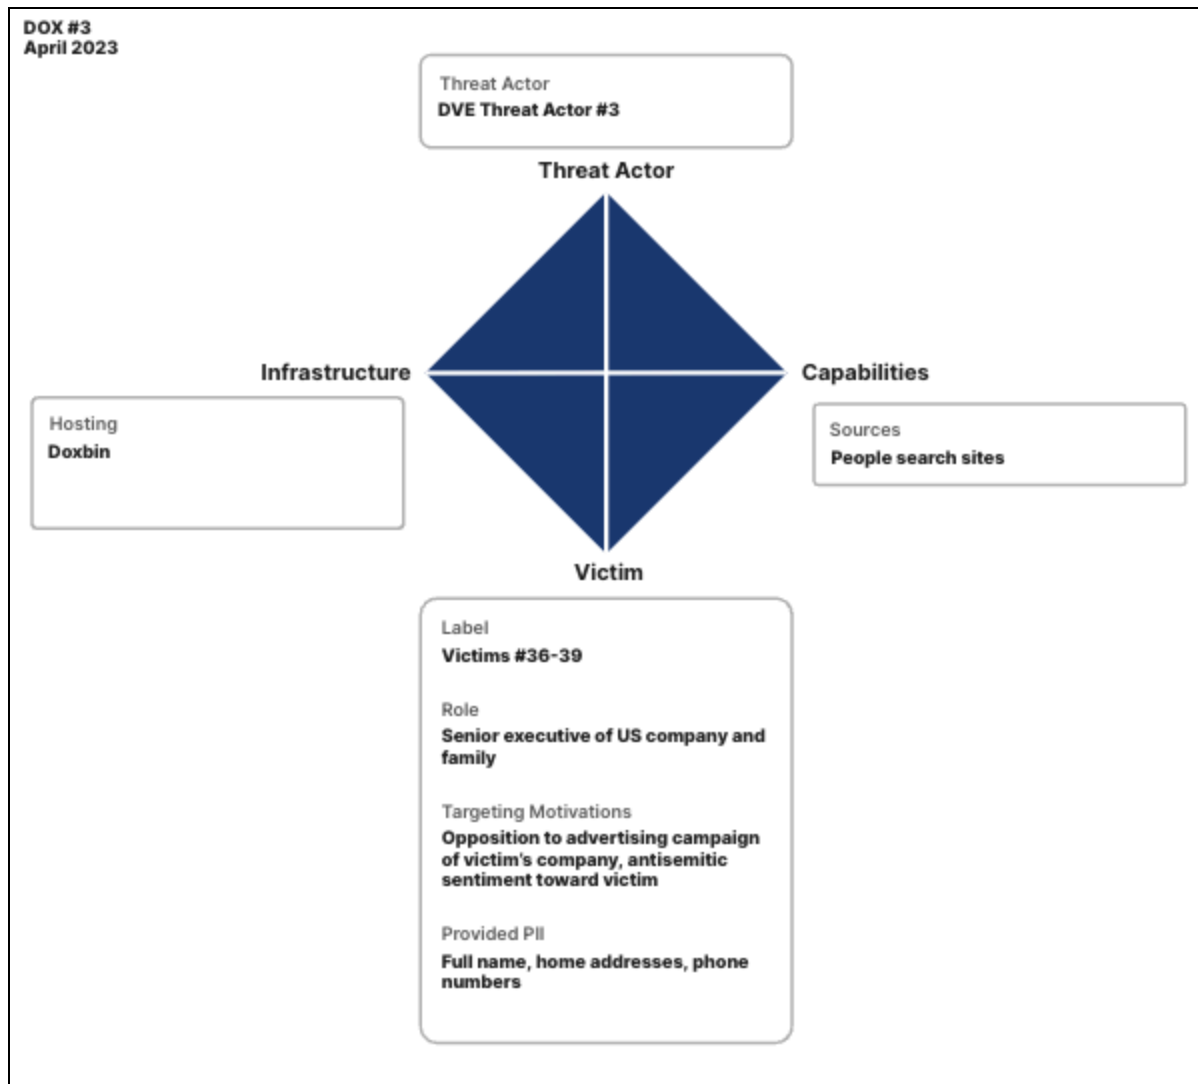 DOX #3
April 2023
Threat Actor
DVE Threat Actor #3
Threat Actor
Infrastructure
Capabilities
Hosting
Doxbin
Sources
People search sites
Victim
Label
Victims #36-39
Role
Senior executive of US company and
family
Targeting Motivations
Opposition to advertising campaign
of victim's company, antisemitic
sentiment toward victim
Provided PII
Full name, home addresses, phone
numbers